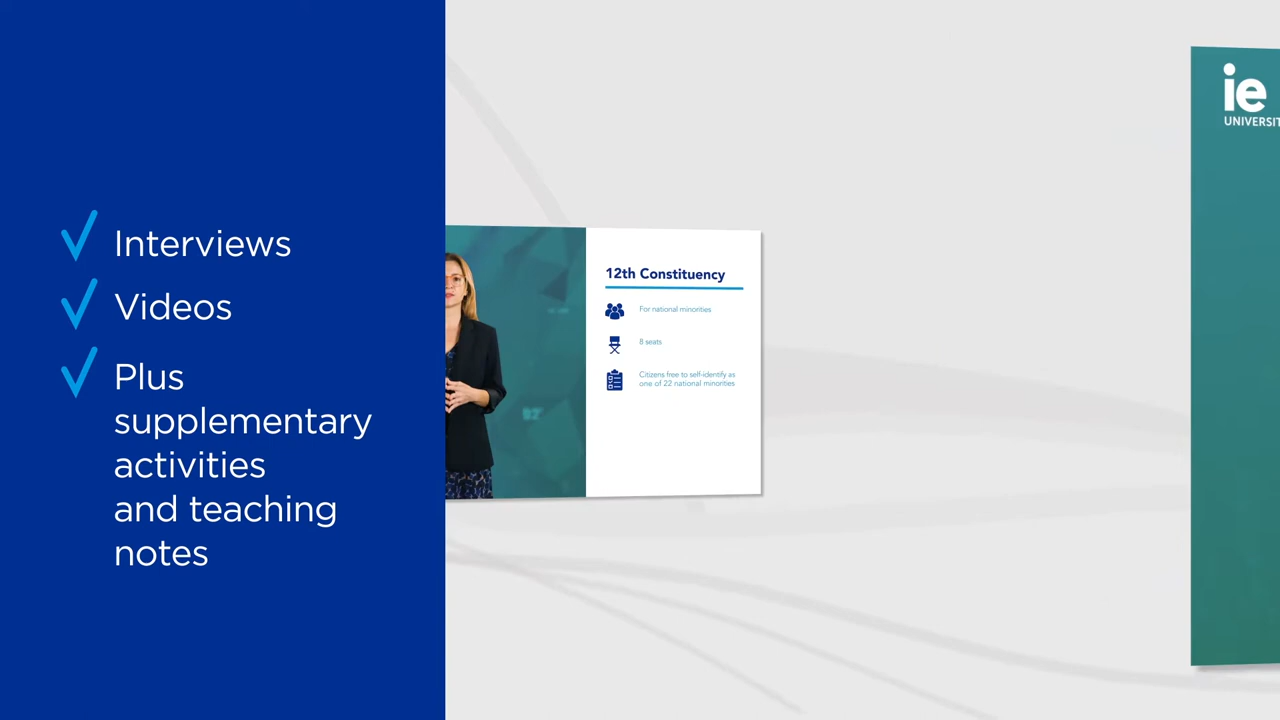 Interviews
Videos
Plus
supplementary
activities
and teaching
notes
12th Constituency
For national minorities
8 seats
Citizens free to self-identify as
one of 22 national minorities
ie
UNIVERSIT